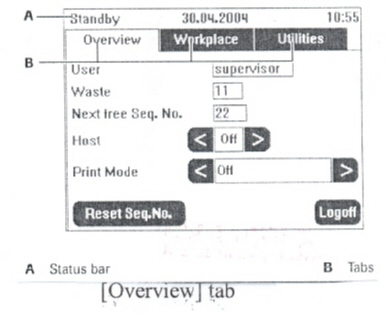 A Standby 30.04.2004 10:55
Overview Workplace Utilities
B
User supervisor
Waste 11
Next free Seq. No. 22
Host < Off >
Print Mode < Off >
Reset Seq.No. Logoff
A Status bar B Tabs
[Overview] tab